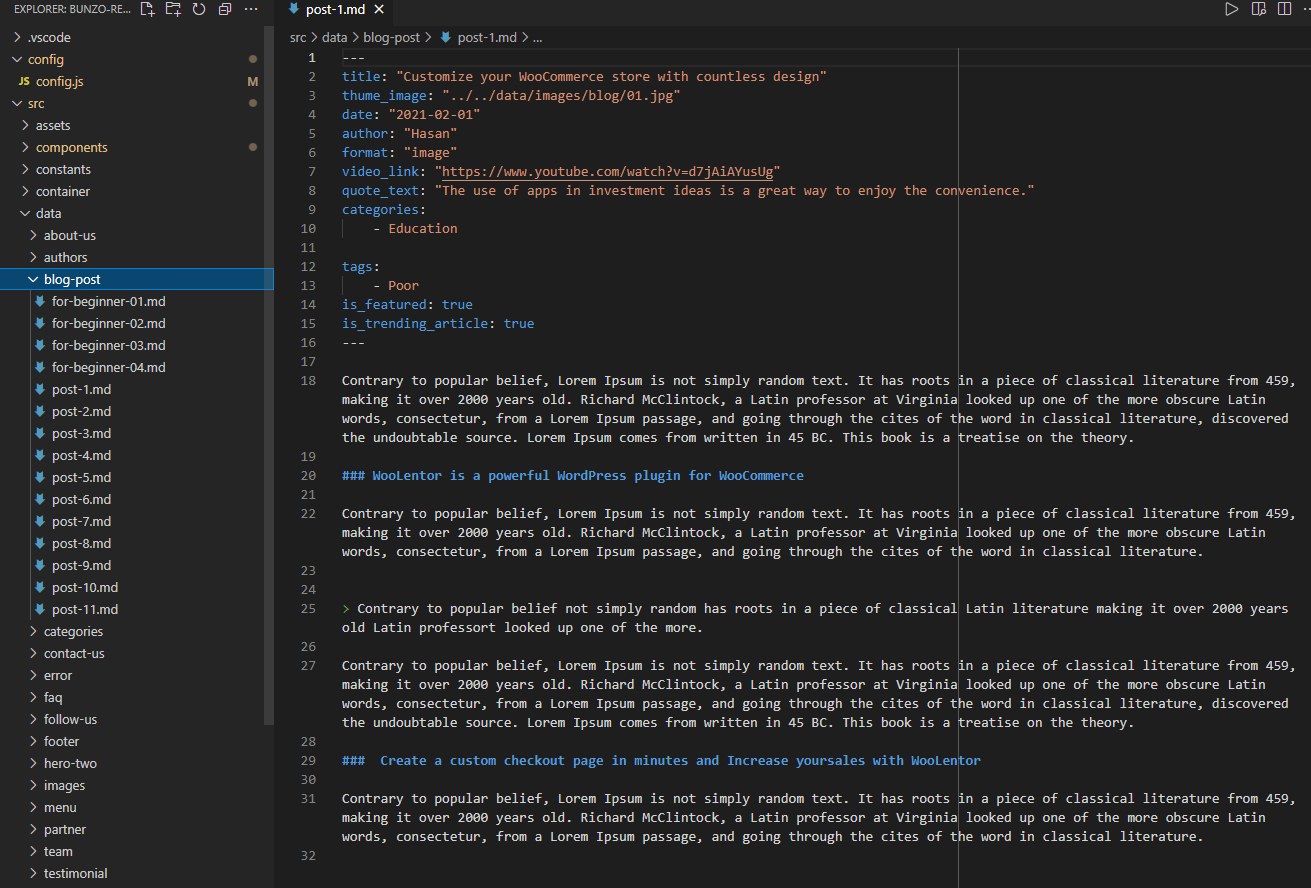 EXPLORER: BUNZO-RE...
.vscode
config
JS config.js M
src
assets
components
constants
container
data
about-us
authors
blog-post
for-beginner-01.md
for-beginner-02.md
for-beginner-03.md
for-beginner-04.md
post-1.md
post-2.md
post-3.md
post-4.md
post-5.md
post-6.md
post-7.md
post-8.md
post-9.md
post-10.md
post-11.md
categories
contact-us
error
faq
follow-us
footer
hero-two
images
menu
partner
team
testimonial
post-1.md
src > data > blog-post > post-1.md > ...
1 ---
2 title: "Customize your WooCommerce store with countless design"
3 thume_image: "../../data/images/blog/01.jpg"
4 date: "2021-02-01"
5 author: "Hasan"
6 format: "image"
7 video_link: "https://www.youtube.com/watch?v=d7jAiAYusUg"
8 quote_text: "The use of apps in investment ideas is a great way to enjoy the convenience."
9 categories:
10 - Education
11
12 tags:
13 - Poor
14 is_featured: true
15 is_trending_article: true
16 ---
17
18 Contrary to popular belief, Lorem Ipsum is not simply random text. It has roots in a piece of classical literature from 459,
making it over 2000 years old. Richard McClintock, a Latin professor at Virginia looked up one of the more obscure Latin
words, consectetur, from a Lorem Ipsum passage, and going through the cites of the word in classical literature, discovered
the undoubtable source. Lorem Ipsum comes from written in 45 BC. This book is a treatise on the theory.
19
20 ### WooLentor is a powerful WordPress plugin for WooCommerce
21
22 Contrary to popular belief, Lorem Ipsum is not simply random text. It has roots in a piece of classical literature from 459,
making it over 2000 years old. Richard McClintock, a Latin professor at Virginia looked up one of the more obscure Latin
words, consectetur, from a Lorem Ipsum passage, and going through the cites of the word in classical literature.
23
24
25 > Contrary to popular belief not simply random has roots in a piece of classical Latin literature making it over 2000 years
old Latin professort looked up one of the more.
26
27 Contrary to popular belief, Lorem Ipsum is not simply random text. It has roots in a piece of classical literature from 459,
making it over 2000 years old. Richard McClintock, a Latin professor at Virginia looked up one of the more obscure Latin
words, consectetur, from a Lorem Ipsum passage, and going through the cites of the word in classical literature, discovered
the undoubtable source. Lorem Ipsum comes from written in 45 BC. This book is a treatise on the theory.
28
29 ###  Create a custom checkout page in minutes and Increase yoursales with WooLentor
30
31 Contrary to popular belief, Lorem Ipsum is not simply random text. It has roots in a piece of classical literature from 459,
making it over 2000 years old. Richard McClintock, a Latin professor at Virginia looked up one of the more obscure Latin
words, consectetur, from a Lorem Ipsum passage, and going through the cites of the word in classical literature.
32